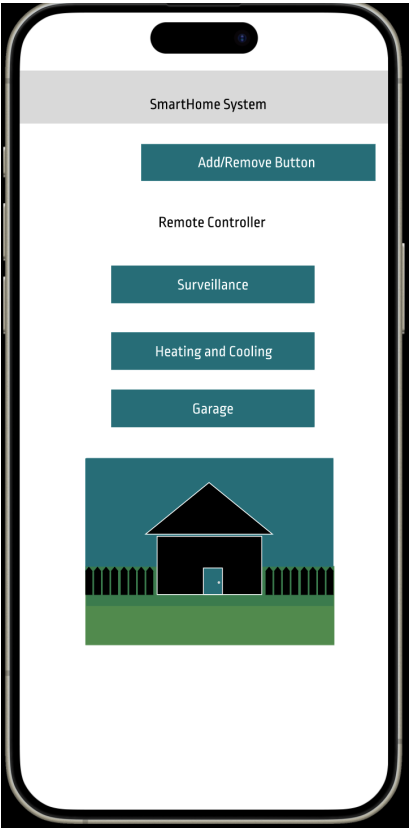 SmartHome System
Add/Remove Button
Remote Controller
Surveillance
Heating and Cooling
Garage